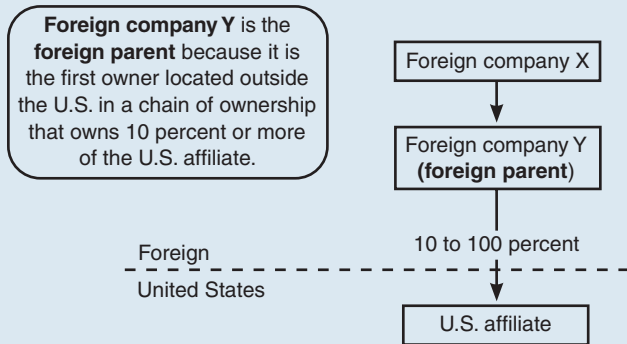 Foreign company Y is the
foreign parent because it is
the first owner located outside
the U.S. in a chain of ownership
that owns 10 percent or more
of the U.S. affiliate.
Foreign company X
Foreign company Y
(foreign parent)
10 to 100 percent
Foreign
United States
U.S. affiliate